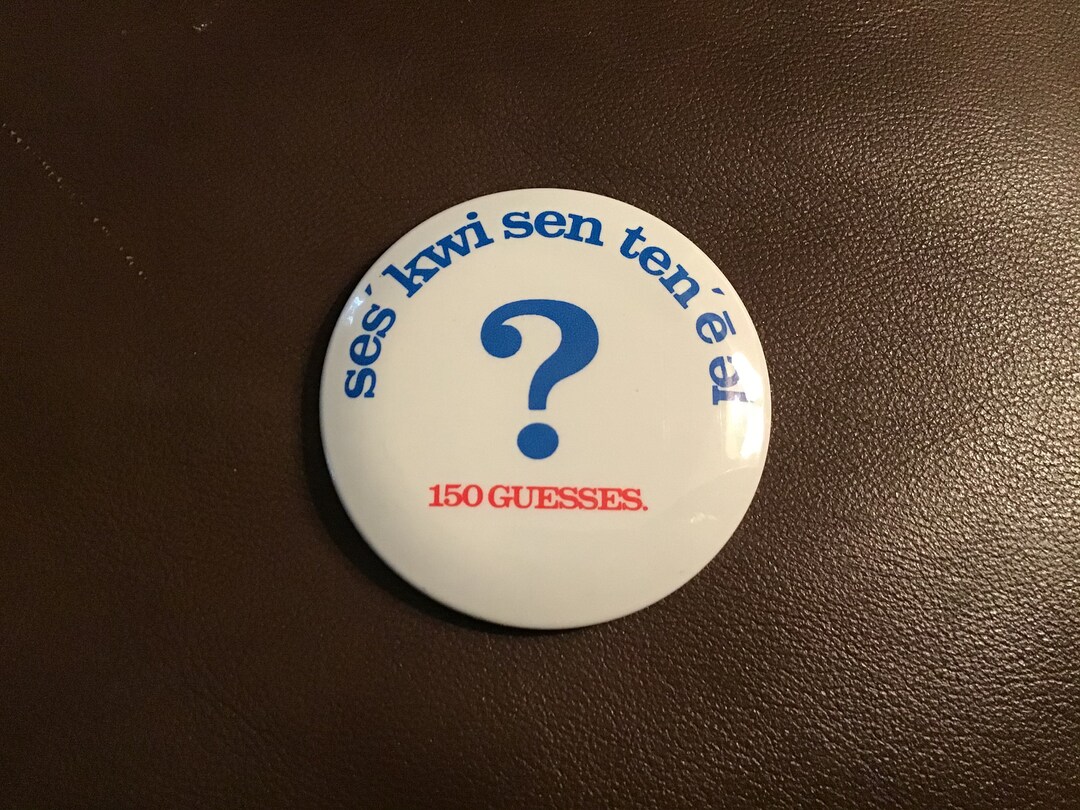 ses′ kwi sen ten′ ē əl
?
150 GUESSES.